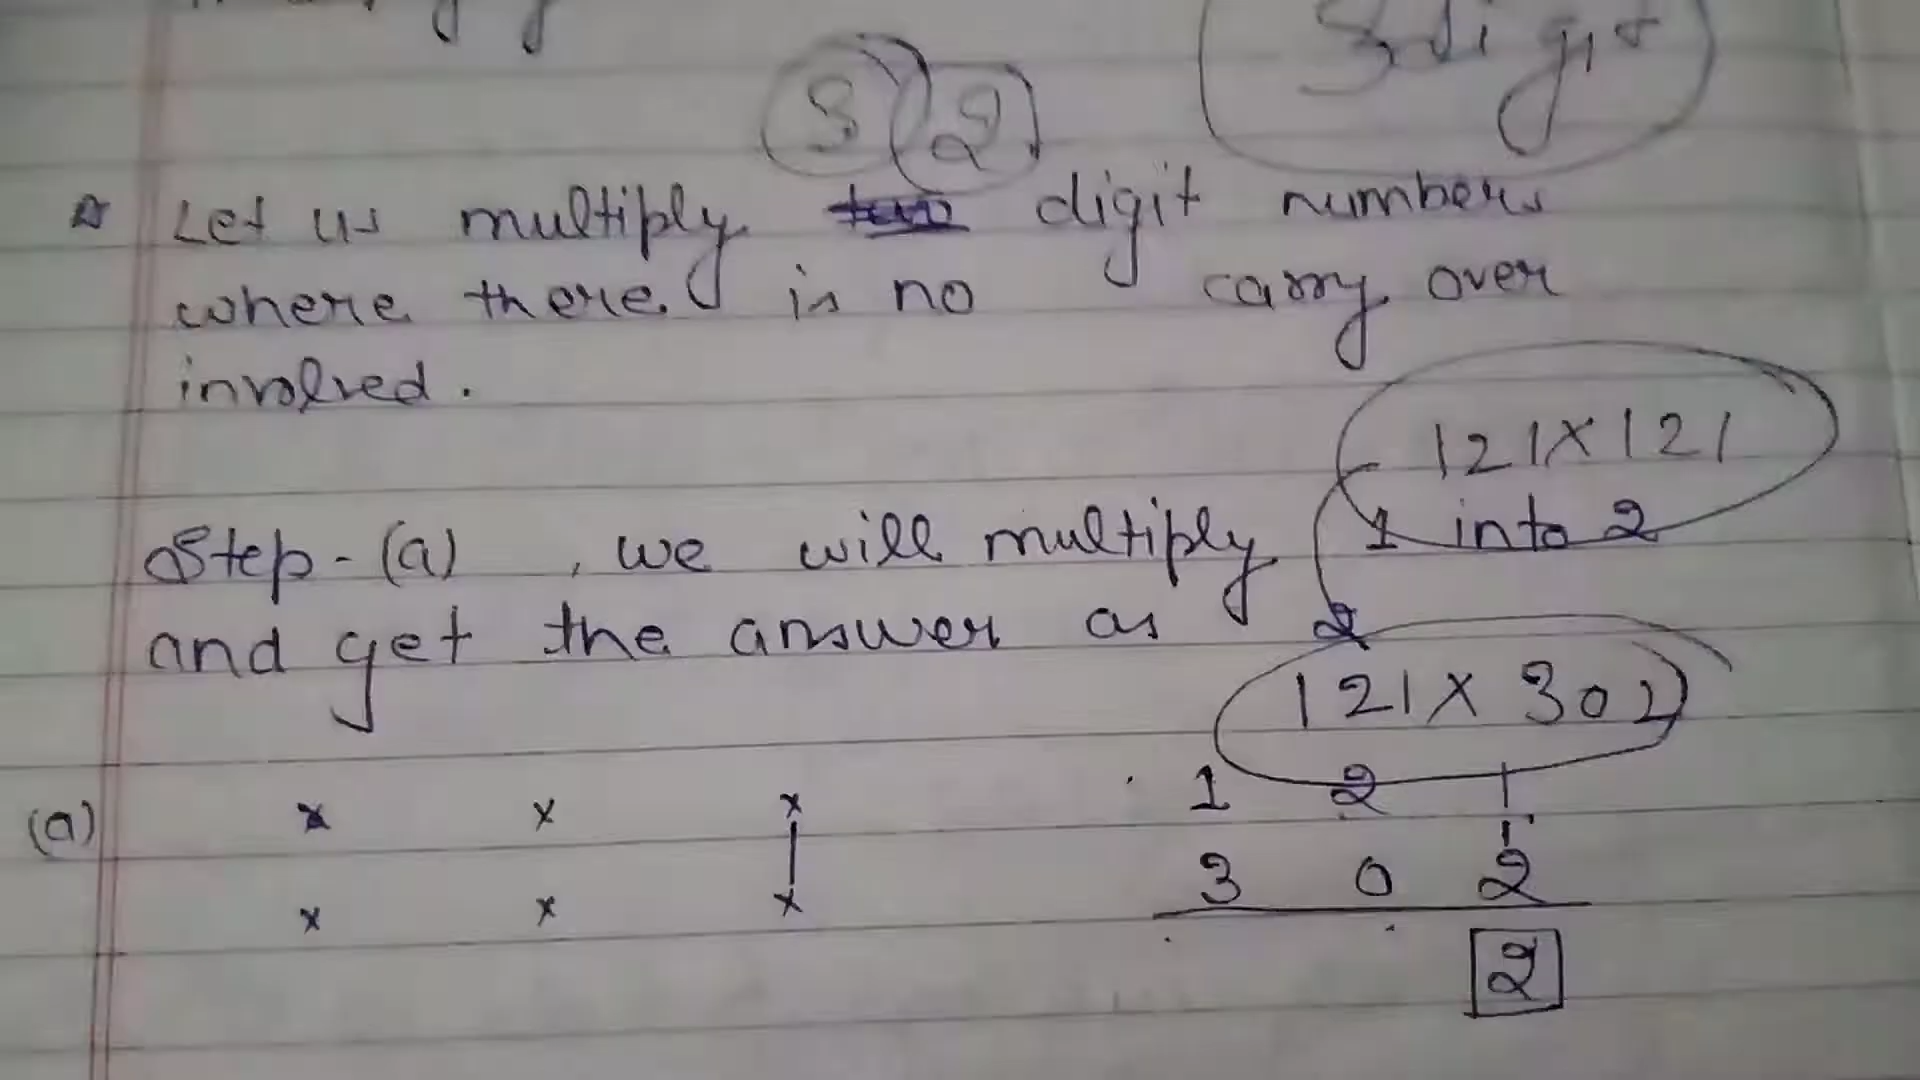 3 digit
3 2
Let us multiply two digit numbers
where there is no carry over
involved.
121 x 121
Step-(a), we will multiply 1 into 2
and get the answer as 2
121 x 302
(a) x x x 1 2 1
x x x 3 0 2
2